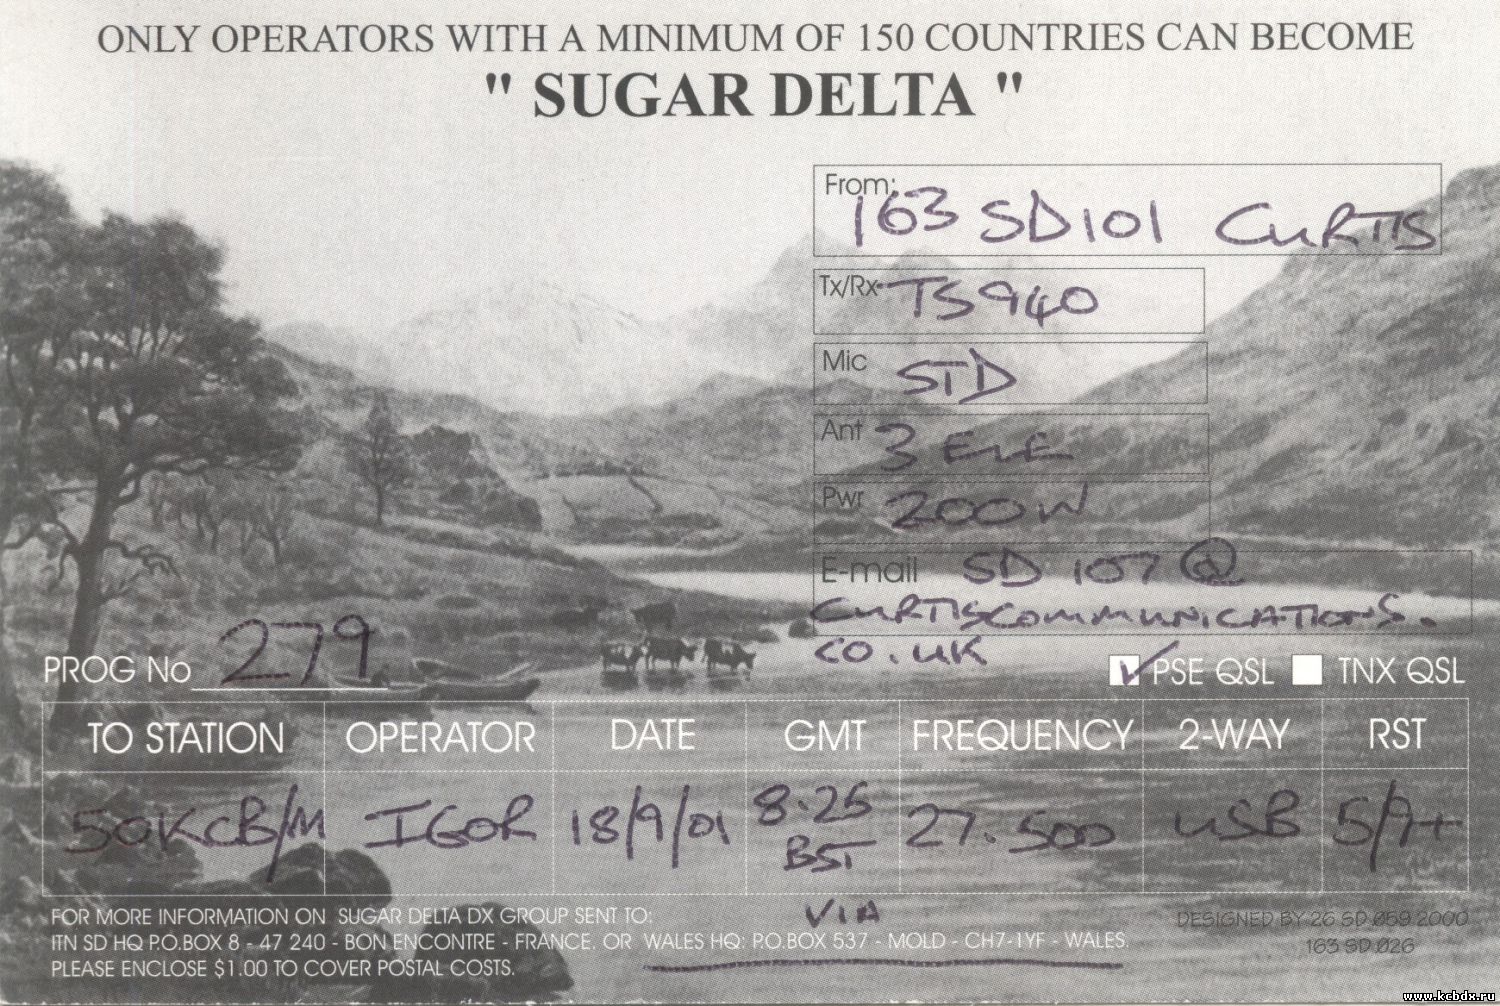 ONLY OPERATORS WITH A MINIMUM OF 150 COUNTRIES CAN BECOME
" SUGAR DELTA "
From: 163 SD101 CURTIS
Tx/Rx TS940
Mic STD
Ant 3 ELE
Pwr 200W
E-mail SD 107 @
CURTISCOMMUNICATIONS.
CO.UK
PROG No 279
PSE QSL TNX QSL
TO STATION OPERATOR DATE GMT FREQUENCY 2-WAY RST
50KCB/M IGOR 18/9/01 8.25 BST 27.500 USB 5/9+
VIA
FOR MORE INFORMATION ON SUGAR DELTA DX GROUP SENT TO:
ITN SD HQ P.O.BOX 8 - 47 240 - BON ENCONTRE - FRANCE. OR WALES HQ: P.O.BOX 537 - MOLD - CH7-1YF - WALES.
PLEASE ENCLOSE $1.00 TO COVER POSTAL COSTS.
DESIGNED BY 26 SD 059 2000
163 SD 026
www.kcbdx.ru